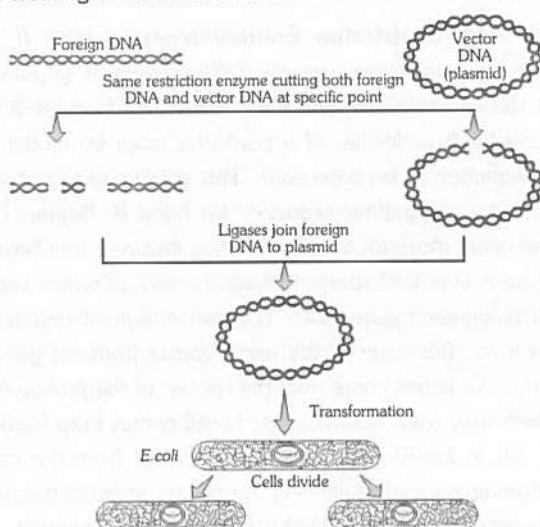 Foreign DNA
Vector
DNA
(plasmid)
Same restriction enzyme cutting both foreign
DNA and vector DNA at specific point
Ligases join foreign
DNA to plasmid
Transformation
E.coli
Cells divide